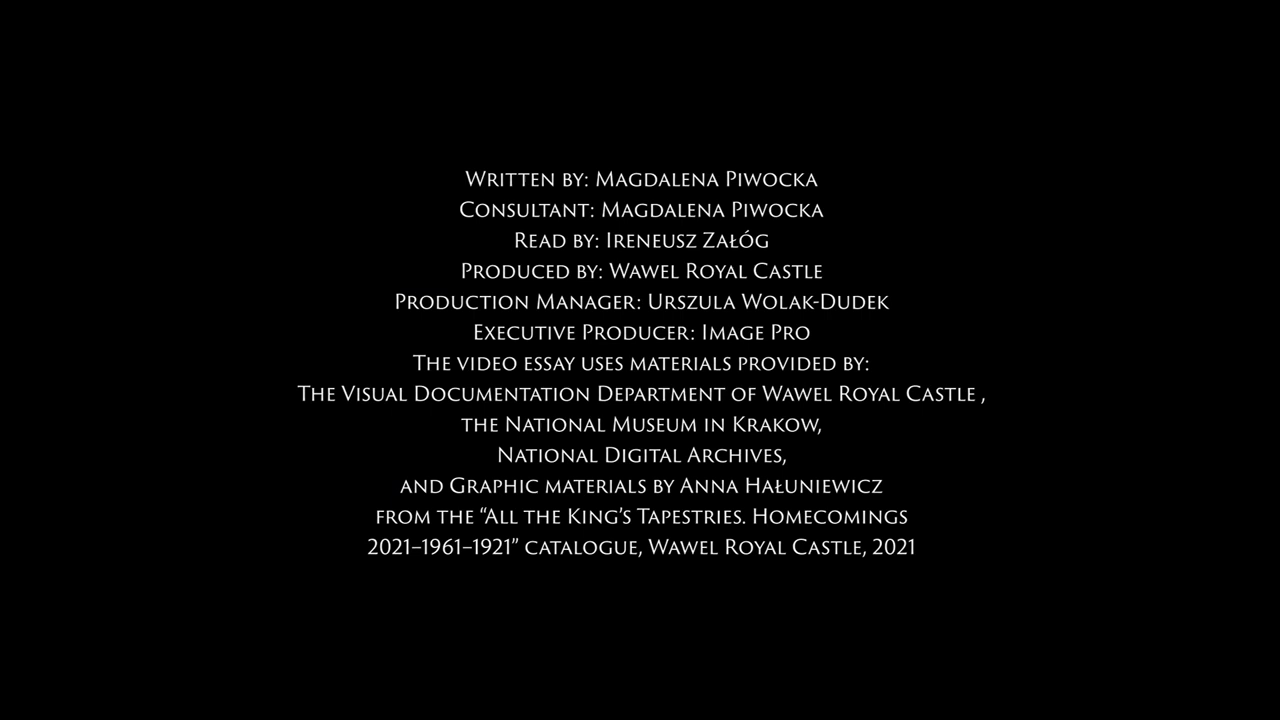 Written by: Magdalena Piwocka
Consultant: Magdalena Piwocka
Read by: Ireneusz Załóg
Produced by: Wawel Royal Castle
Production Manager: Urszula Wolak-Dudek
Executive Producer: Image Pro
The video essay uses materials provided by:
The Visual Documentation Department of Wawel Royal Castle ,
the National Museum in Krakow,
National Digital Archives,
and Graphic materials by Anna Hałuniewicz
from the “All the King’s Tapestries. Homecomings
2021–1961–1921” catalogue, Wawel Royal Castle, 2021